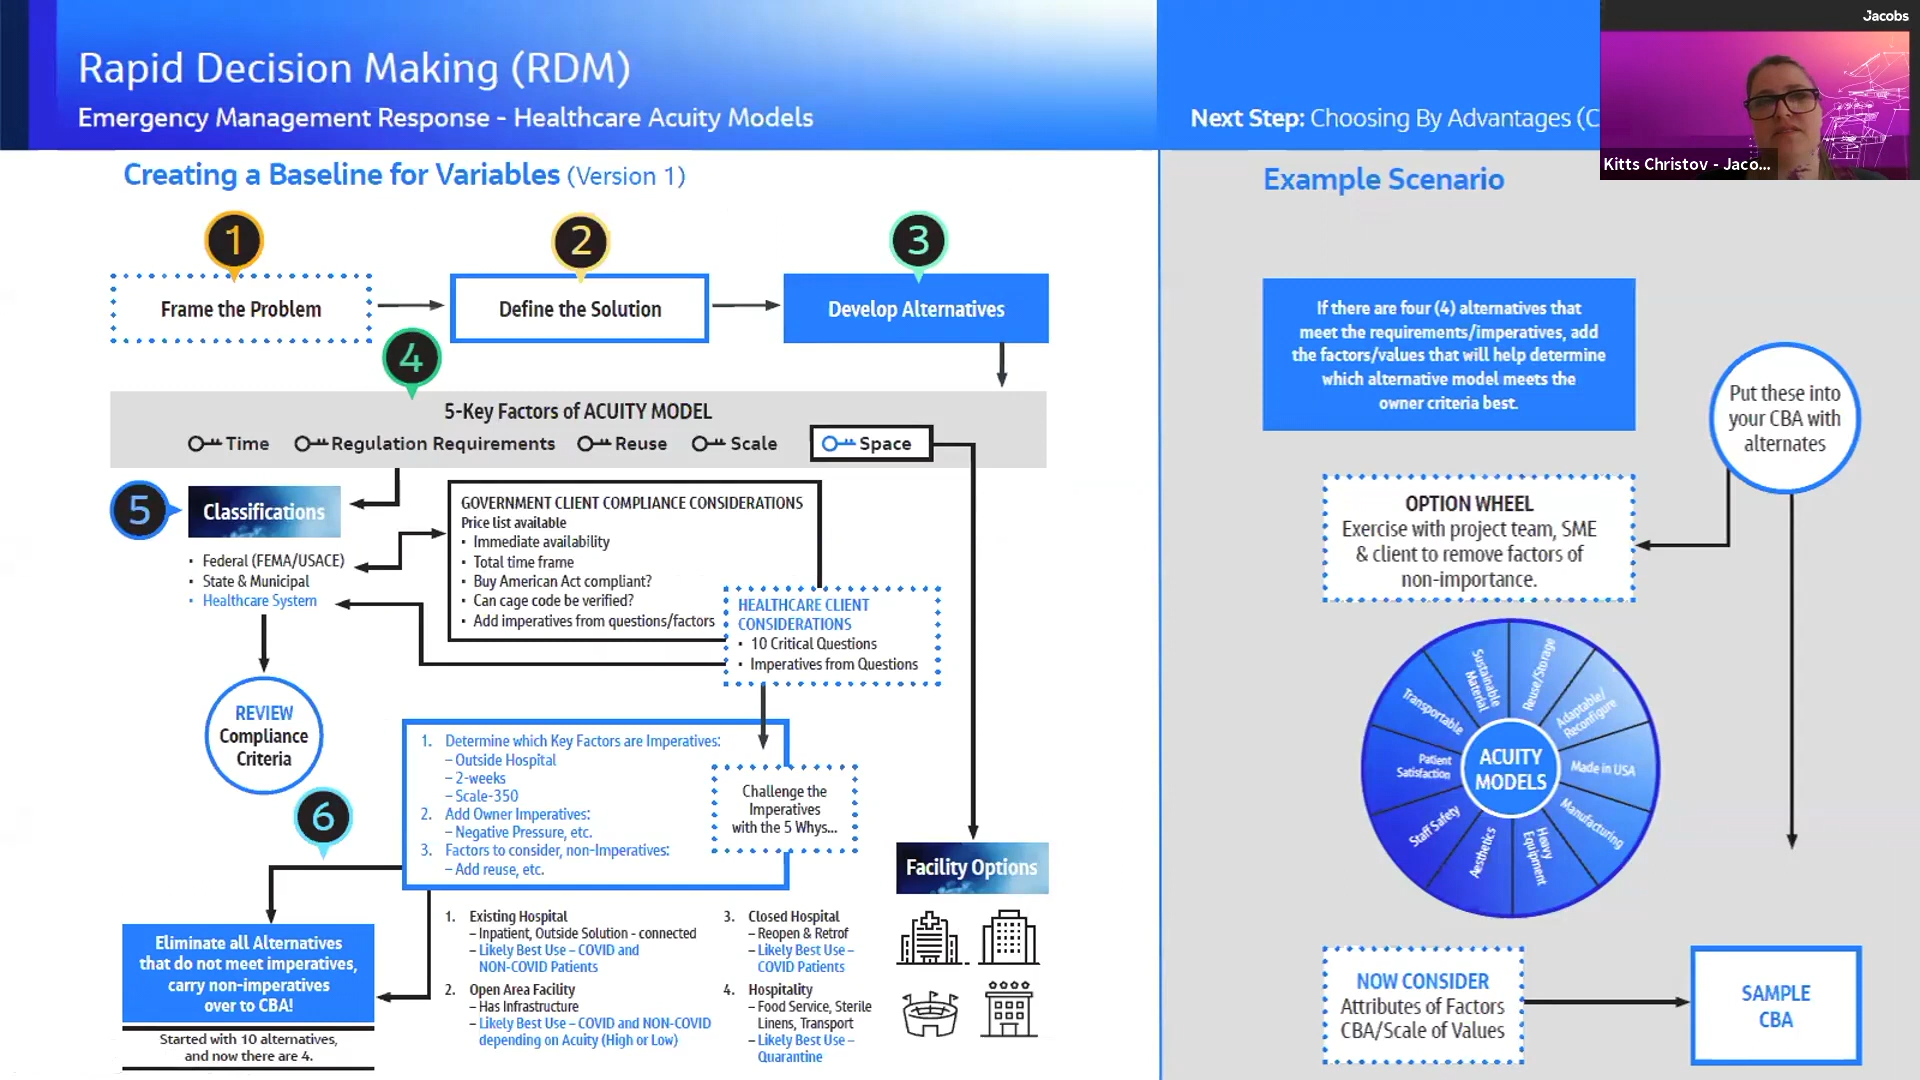 Jacobs
Rapid Decision Making (RDM)
Emergency Management Response - Healthcare Acuity Models
Next Step: Choosing By Advantages (C
Kitts Christov - Jaco...
Creating a Baseline for Variables (Version 1)
Example Scenario
1
2
3
Frame the Problem
Define the Solution
Develop Alternatives
4
5-Key Factors of ACUITY MODEL
Time
Regulation Requirements
Reuse
Scale
Space
5
Classifications
• Federal (FEMA/USACE)
• State & Municipal
• Healthcare System
GOVERNMENT CLIENT COMPLIANCE CONSIDERATIONS
Price list available
• Immediate availability
• Total time frame
• Buy American Act compliant?
• Can cage code be verified?
• Add imperatives from questions/factors
HEALTHCARE CLIENT
CONSIDERATIONS
• 10 Critical Questions
• Imperatives from Questions
REVIEW
Compliance
Criteria
6
1. Determine which Key Factors are Imperatives:
– Outside Hospital
– 2-weeks
– Scale-350
2. Add Owner Imperatives:
– Negative Pressure, etc.
3. Factors to consider, non-Imperatives:
– Add reuse, etc.
Challenge the
Imperatives
with the 5 Whys...
Facility Options
Eliminate all Alternatives
that do not meet imperatives,
carry non-imperatives
over to CBA!
Started with 10 alternatives,
and now there are 4.
1. Existing Hospital
– Inpatient, Outside Solution - connected
– Likely Best Use – COVID and
NON-COVID Patients
2. Open Area Facility
– Has Infrastructure
– Likely Best Use – COVID and NON-COVID
depending on Acuity (High or Low)
3. Closed Hospital
– Reopen & Retrof
– Likely Best Use –
COVID Patients
4. Hospitality
– Food Service, Sterile
Linens, Transport
– Likely Best Use –
Quarantine
If there are four (4) alternatives that
meet the requirements/imperatives, add
the factors/values that will help determine
which alternative model meets the
owner criteria best.
Put these into
your CBA with
alternates
OPTION WHEEL
Exercise with project team, SME
& client to remove factors of
non-importance.
ACUITY
MODELS
Reuse/Storage
Adaptable/
Reconfigure
Made in USA
Manufacturing
Heavy
Equipment
Aesthetics
Staff Safety
Patient
Satisfaction
Transportable
Sustainable
Material
NOW CONSIDER
Attributes of Factors
CBA/Scale of Values
SAMPLE
CBA